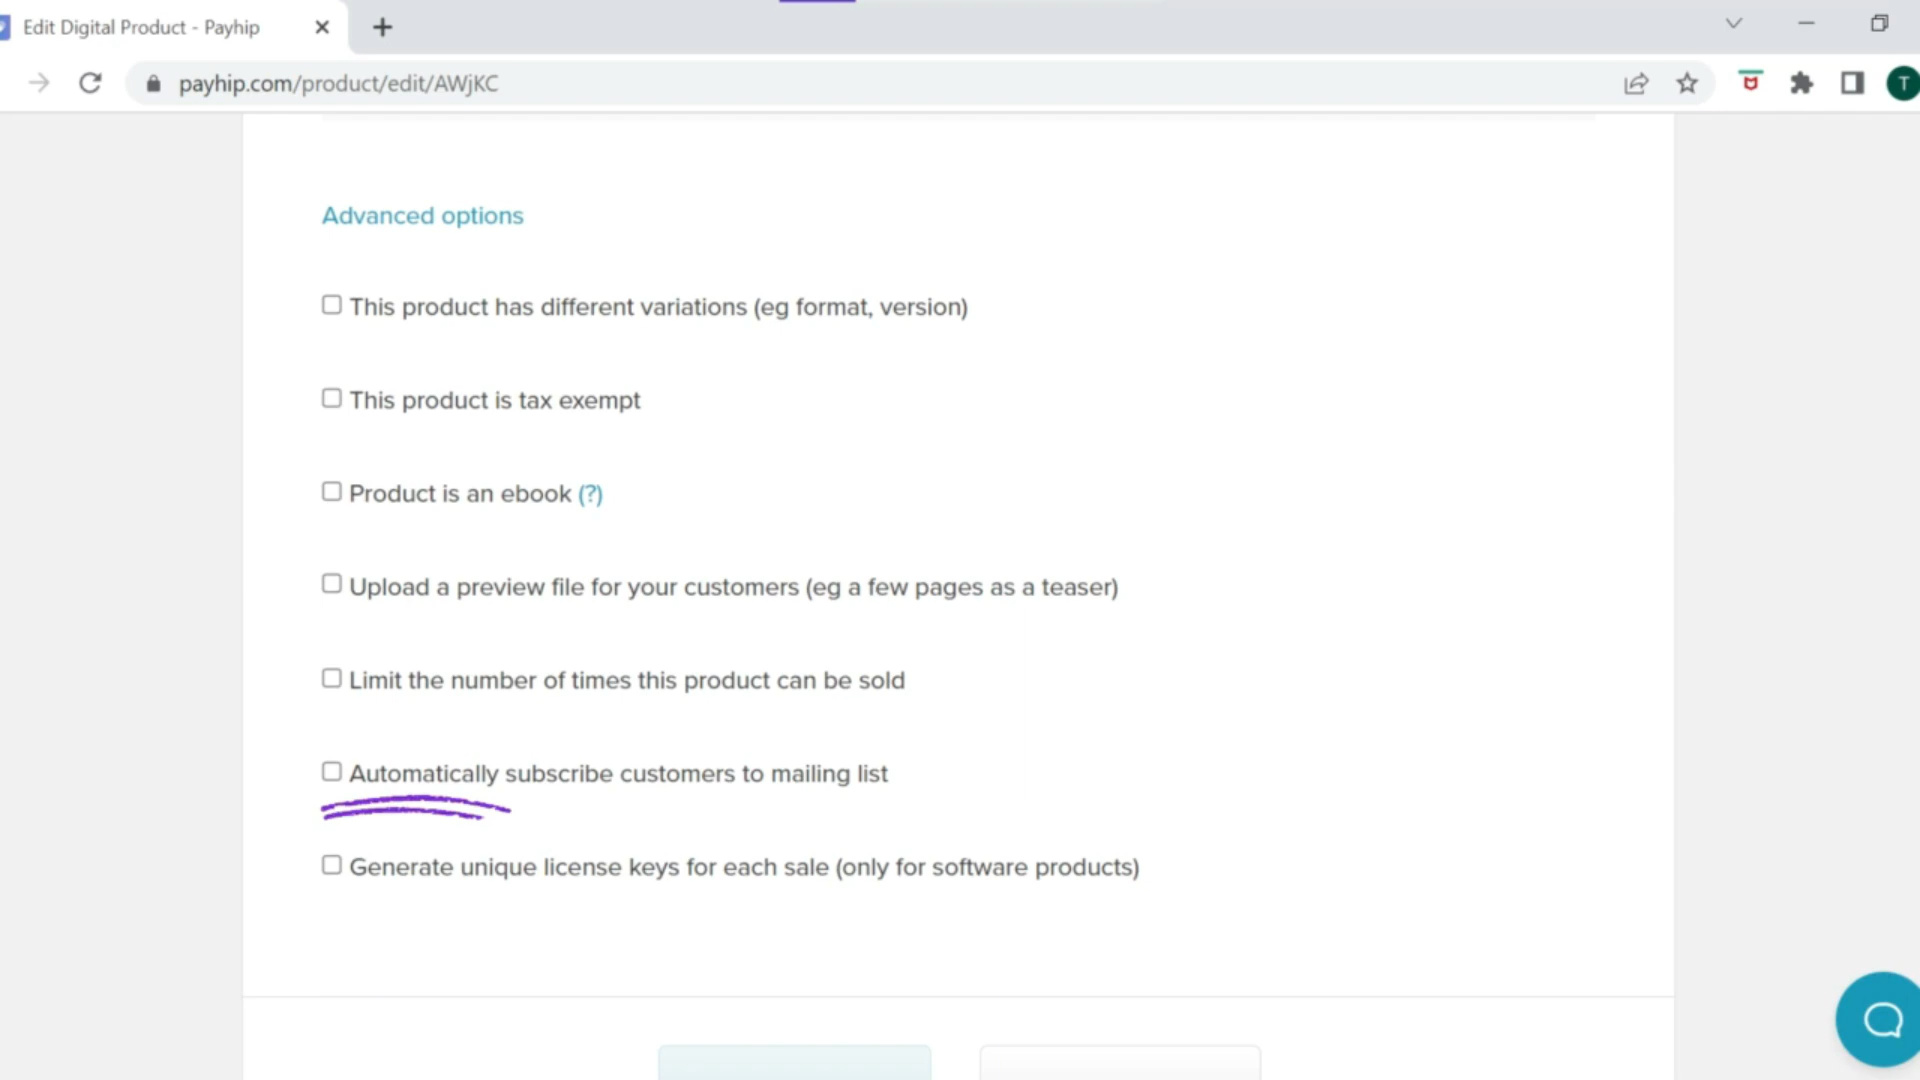 Edit Digital Product - Payhip
payhip.com/product/edit/AWjKC
T
Advanced options
This product has different variations (eg format, version)
This product is tax exempt
Product is an ebook (?)
Upload a preview file for your customers (eg a few pages as a teaser)
Limit the number of times this product can be sold
Automatically subscribe customers to mailing list
Generate unique license keys for each sale (only for software products)